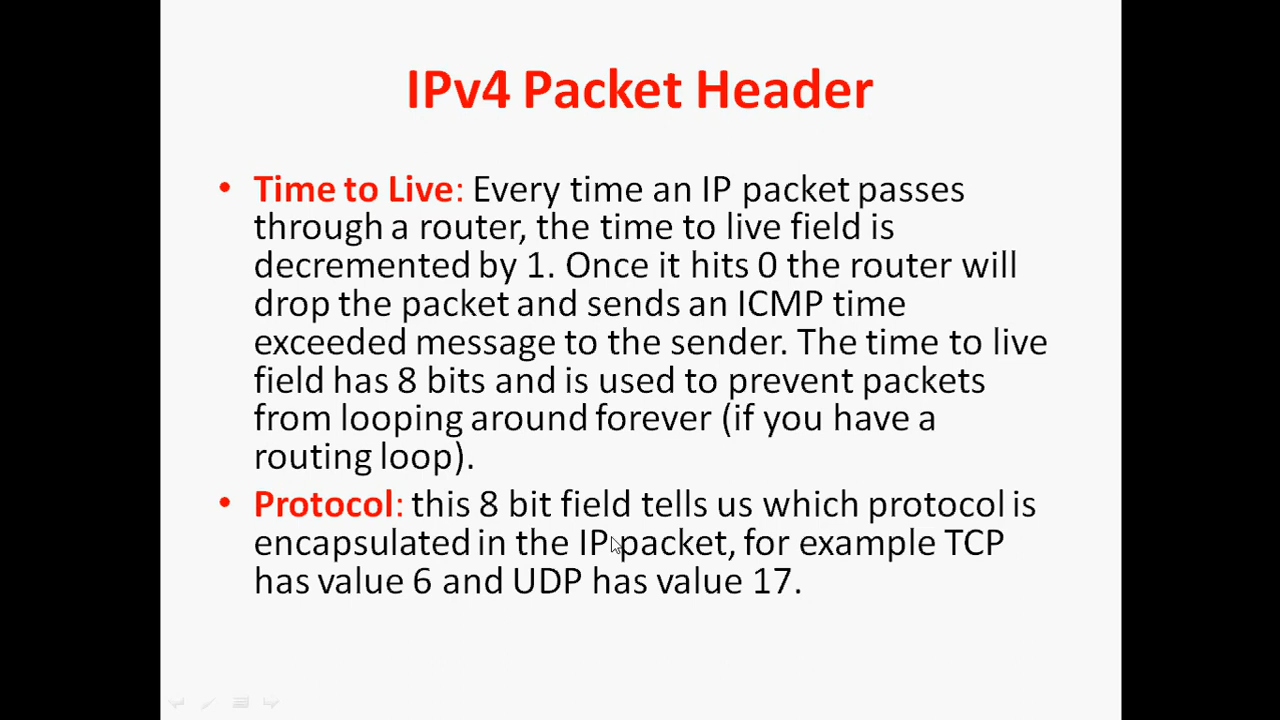 IPv4 Packet Header
• Time to Live: Every time an IP packet passes
through a router, the time to live field is
decremented by 1. Once it hits 0 the router will
drop the packet and sends an ICMP time
exceeded message to the sender. The time to live
field has 8 bits and is used to prevent packets
from looping around forever (if you have a
routing loop).
• Protocol: this 8 bit field tells us which protocol is
encapsulated in the IP packet, for example TCP
has value 6 and UDP has value 17.